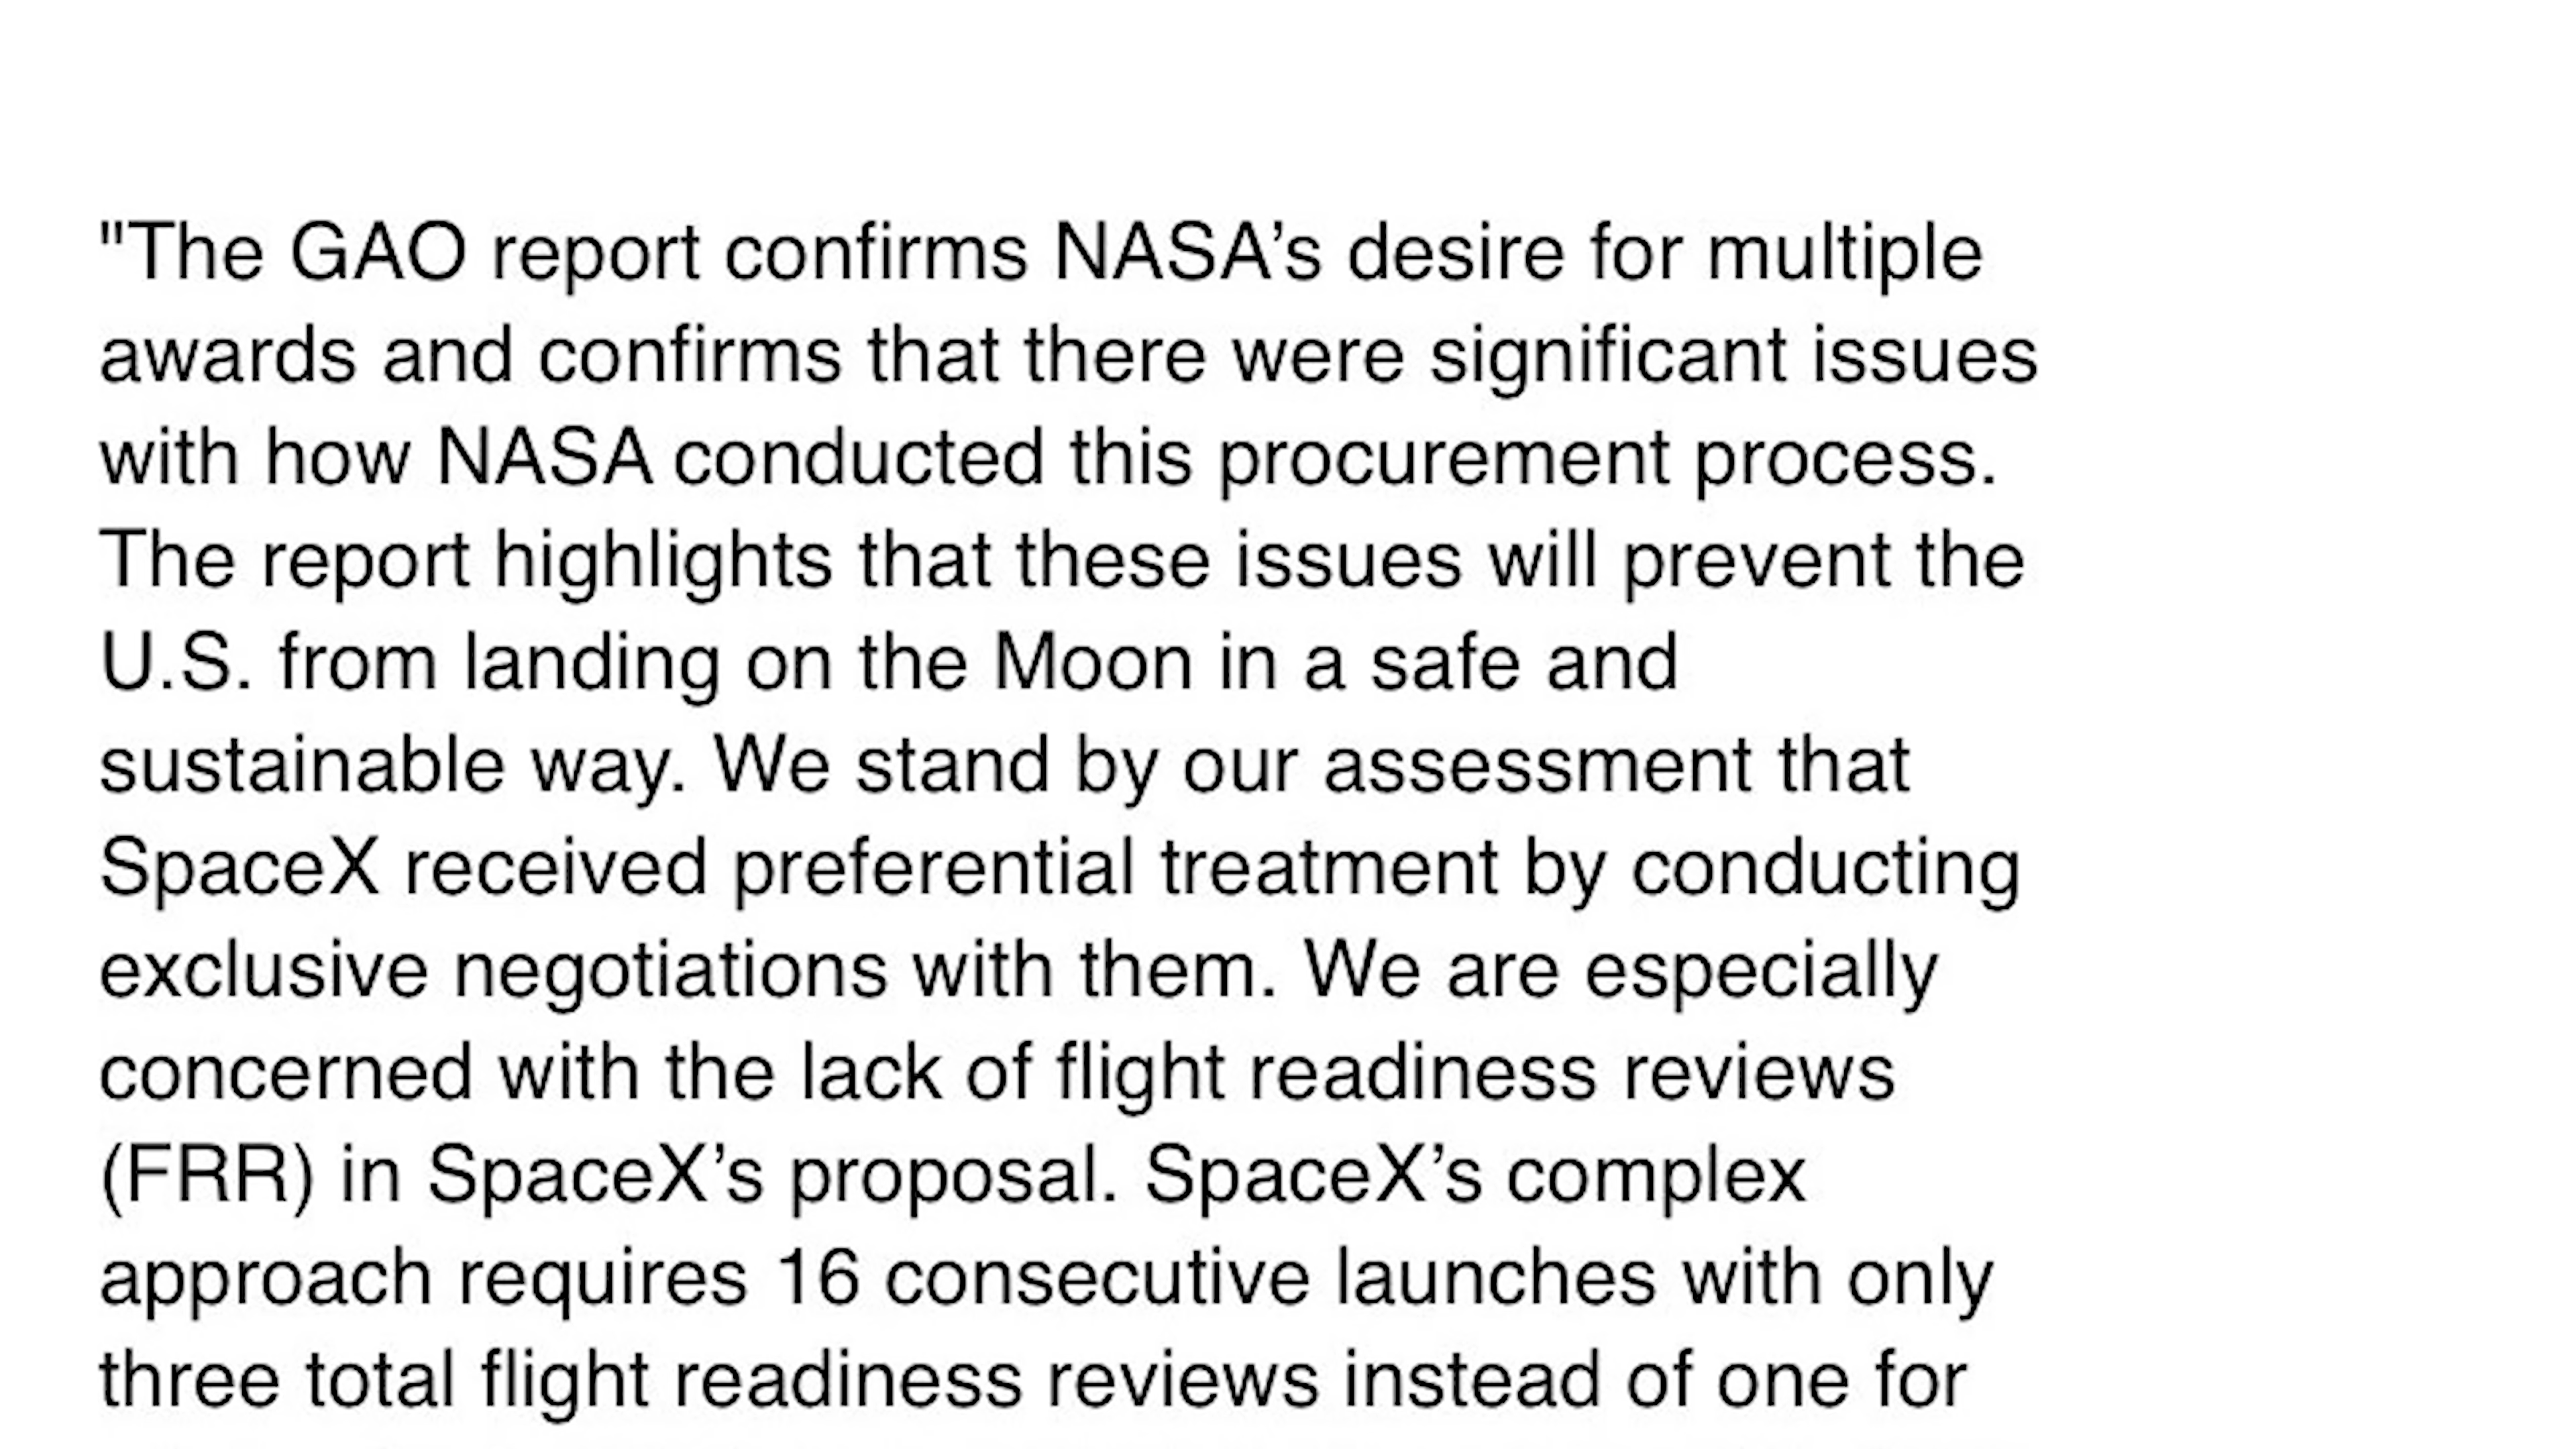 "The GAO report confirms NASA’s desire for multiple
awards and confirms that there were significant issues
with how NASA conducted this procurement process.
The report highlights that these issues will prevent the
U.S. from landing on the Moon in a safe and
sustainable way. We stand by our assessment that
SpaceX received preferential treatment by conducting
exclusive negotiations with them. We are especially
concerned with the lack of flight readiness reviews
(FRR) in SpaceX’s proposal. SpaceX’s complex
approach requires 16 consecutive launches with only
three total flight readiness reviews instead of one for